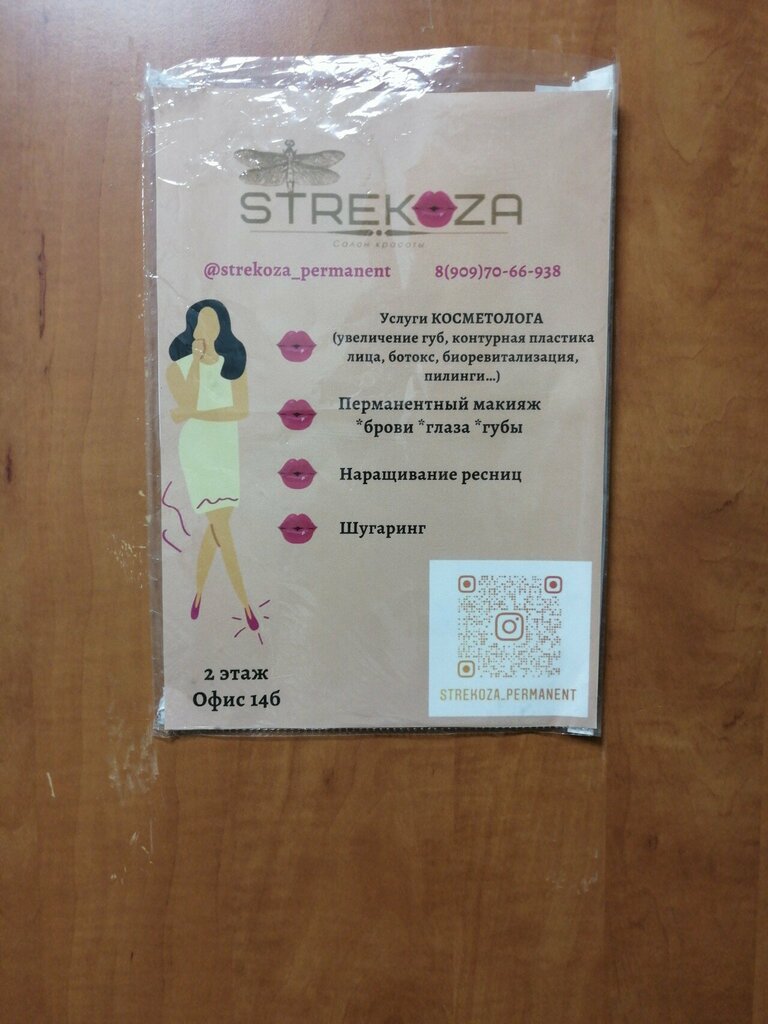 STREKOZA
Салон красоты
@strekoza_permanent 8(909)70-66-938
Услуги КОСМЕТОЛОГА
(увеличение губ, контурная пластика
лица, ботокс, биоревитализация,
пилинги...)
Перманентный макияж
*брови *глаза *губы
Наращивание ресниц
Шугаринг
2 этаж
Офис 14б
STREKOZA_PERMANENT